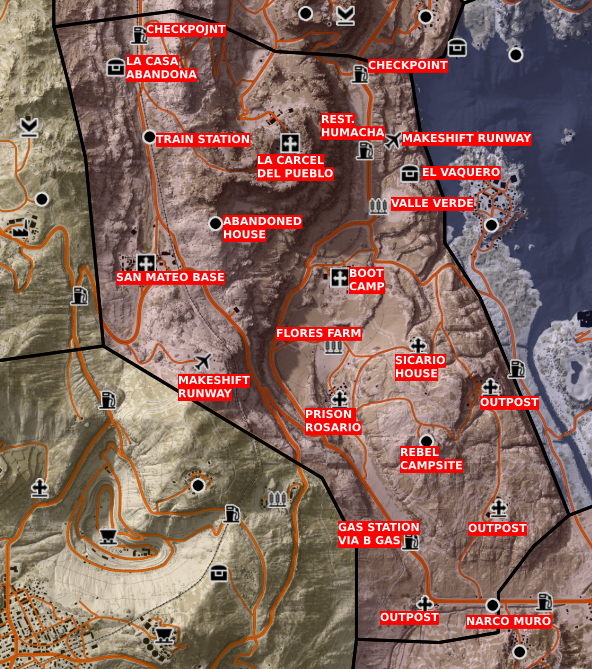 CHECKPOINT
LA CASA
ABANDONA
CHECKPOINT
REST.
HUMACHA
MAKESHIFT RUNWAY
TRAIN STATION
LA CARCEL
DEL PUEBLO
EL VAQUERO
VALLE VERDE
ABANDONED
HOUSE
SAN MATEO BASE
BOOT
CAMP
FLORES FARM
SICARIO
HOUSE
MAKESHIFT
RUNWAY
OUTPOST
PRISON
ROSARIO
REBEL
CAMPSITE
GAS STATION
VIA B GAS
OUTPOST
OUTPOST
NARCO MURO